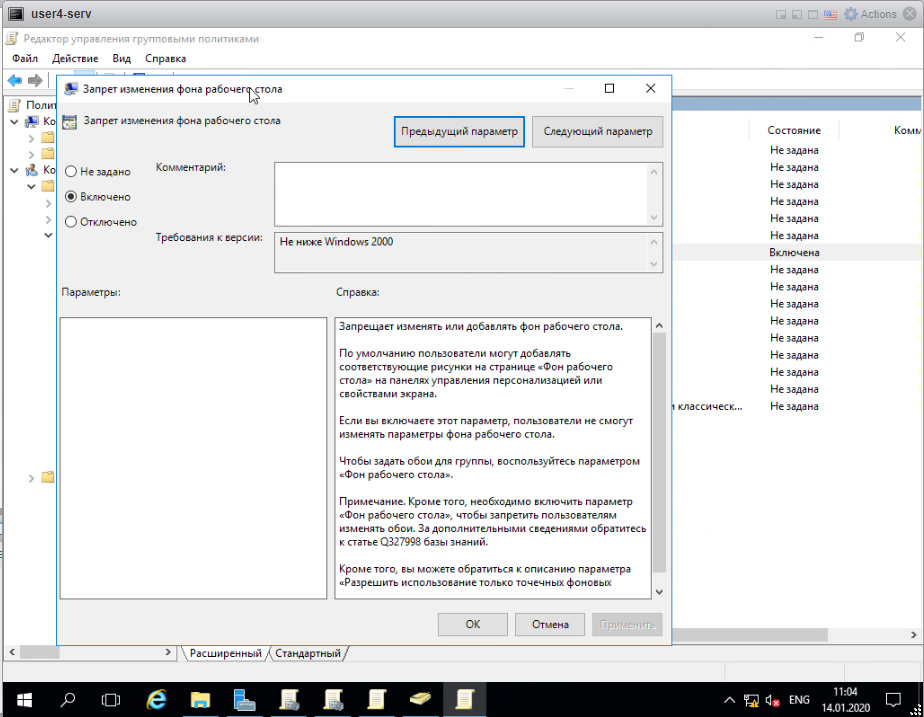 user4-serv
Actions
Редактор управления групповыми политиками
Файл Действие Вид Справка
Запрет изменения фона рабочего стола
Запрет изменения фона рабочего стола
Предыдущий параметр
Следующий параметр
Не задано
Включено
Отключено
Комментарий:
Требования к версии:
Не ниже Windows 2000
Параметры:
Справка:
Запрещает изменять или добавлять фон рабочего стола.
По умолчанию пользователи могут добавлять
соответствующие рисунки на странице «Фон рабочего
стола» на панелях управления персонализацией или
свойствами экрана.
Если вы включаете этот параметр, пользователи не смогут
изменять параметры фона рабочего стола.
Чтобы задать обои для группы, воспользуйтесь параметром
«Фон рабочего стола».
Примечание. Кроме того, необходимо включить параметр
«Фон рабочего стола», чтобы запретить пользователям
изменять обои. За дополнительными сведениями обратитесь
к статье Q327998 базы знаний.
Кроме того, вы можете обратиться к описанию параметра
«Разрешить использование только точечных фоновых
ОК
Отмена
Применить
Полит
Ко
Ко
Состояние
Комм
Не задана
Не задана
Не задана
Не задана
Не задана
Не задана
Включена
Не задана
Не задана
Не задана
Не задана
Не задана
Не задана
Не задана
Не задана
и классическ... Не задана
Расширенный
Стандартный
ENG
11:04
14.01.2020